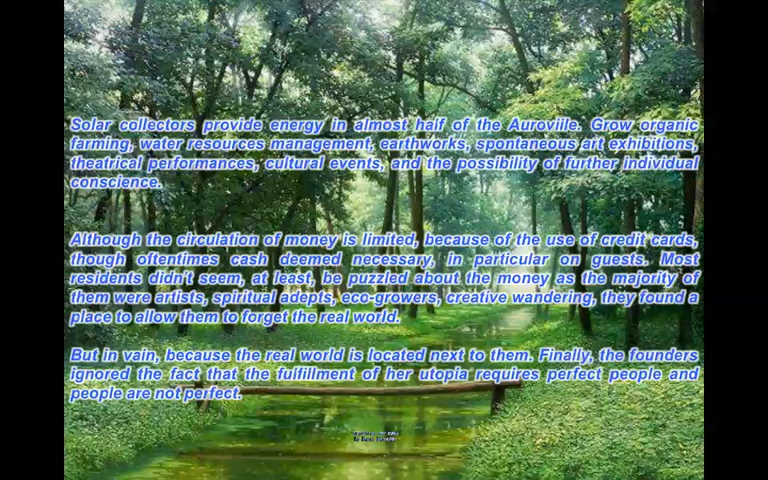 Solar collectors provide energy in almost half of the Auroviile. Grow organic
farming, water resources management, earthworks, spontaneous art exhibitions,
theatrical performances, cultural events, and the possibility of further individual
conscience.
Although the circulation of money is limited, because of the use of credit cards,
though oftentimes cash deemed necessary, in particular on guests. Most
residents didn't seem, at least, be puzzled about the money as the majority of
them were artists, spiritual adepts, eco-growers, creative wandering, they found a
place to allow them to forget the real world.
But in vain, because the real world is located next to them. Finally, the founders
ignored the fact that the fulfillment of her utopia requires perfect people and
people are not perfect.